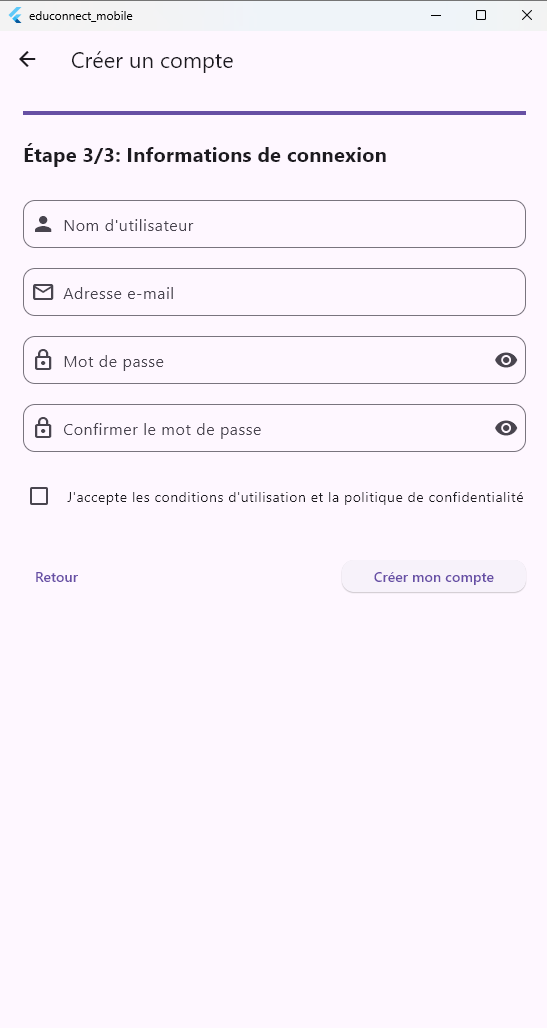 educonnect_mobile
Créer un compte
Étape 3/3: Informations de connexion
Nom d'utilisateur
Adresse e-mail
Mot de passe
Confirmer le mot de passe
J'accepte les conditions d'utilisation et la politique de confidentialité
Retour
Créer mon compte